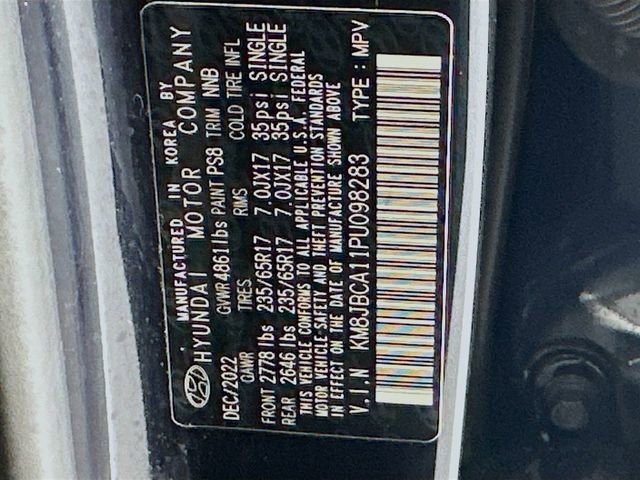 MANUFACTURED IN KOREA BY
HYUNDAI MOTOR COMPANY
DEC/2022 GVWR 4861lbs PAINT PS8 TRIM NNB
GAWR TIRES RIMS COLD TIRE INFL
FRONT 2778 lbs 235/65R17 7.0JX17 35psi SINGLE
REAR 2646 lbs 235/65R17 7.0JX17 35psi SINGLE
THIS VEHICLE CONFORMS TO ALL APPLICABLE U.S.A. FEDERAL
MOTOR VEHICLE SAFETY AND THEFT PREVENTION STANDARDS
IN EFFECT ON THE DATE OF MANUFACTURE SHOWN ABOVE
V.I.N KM8JBCA11PU098283 TYPE : MPV